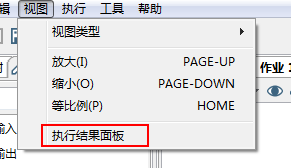 辑 视图 执行 工具 帮助
视图类型
放大(I) PAGE-UP
缩小(O) PAGE-DOWN
等比例(P) HOME
执行结果面板
作业:
输入
输出